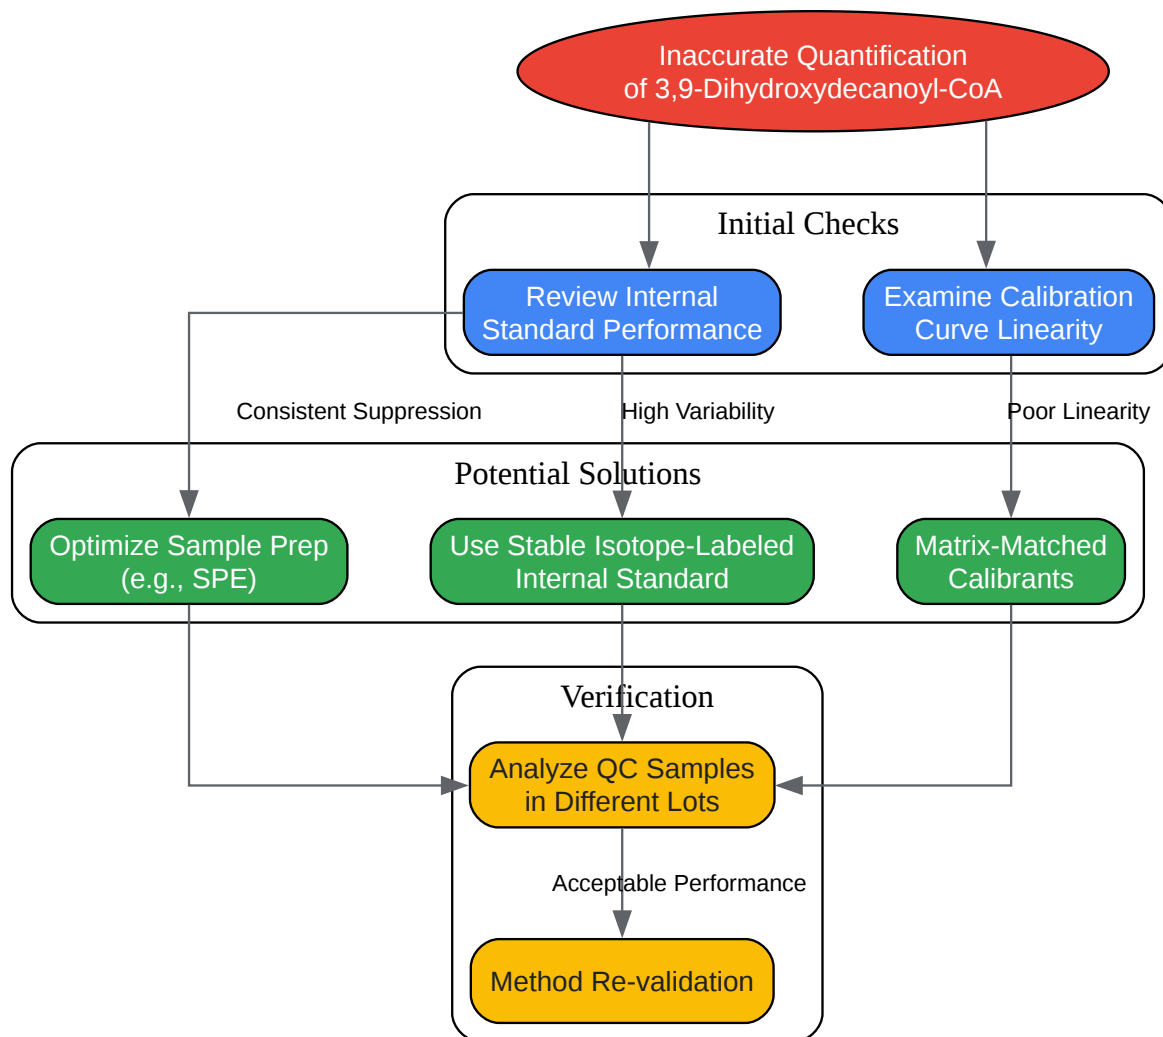 Inaccurate Quantification
of 3,9-Dihydroxydecanoyl-CoA
Initial Checks
Review Internal
Standard Performance
Examine Calibration
Curve Linearity
Consistent Suppression
High Variability
Poor Linearity
Potential Solutions
Optimize Sample Prep
(e.g., SPE)
Use Stable Isotope-Labeled
Internal Standard
Matrix-Matched
Calibrants
Verification
Analyze QC Samples
in Different Lots
Acceptable Performance
Method Re-validation